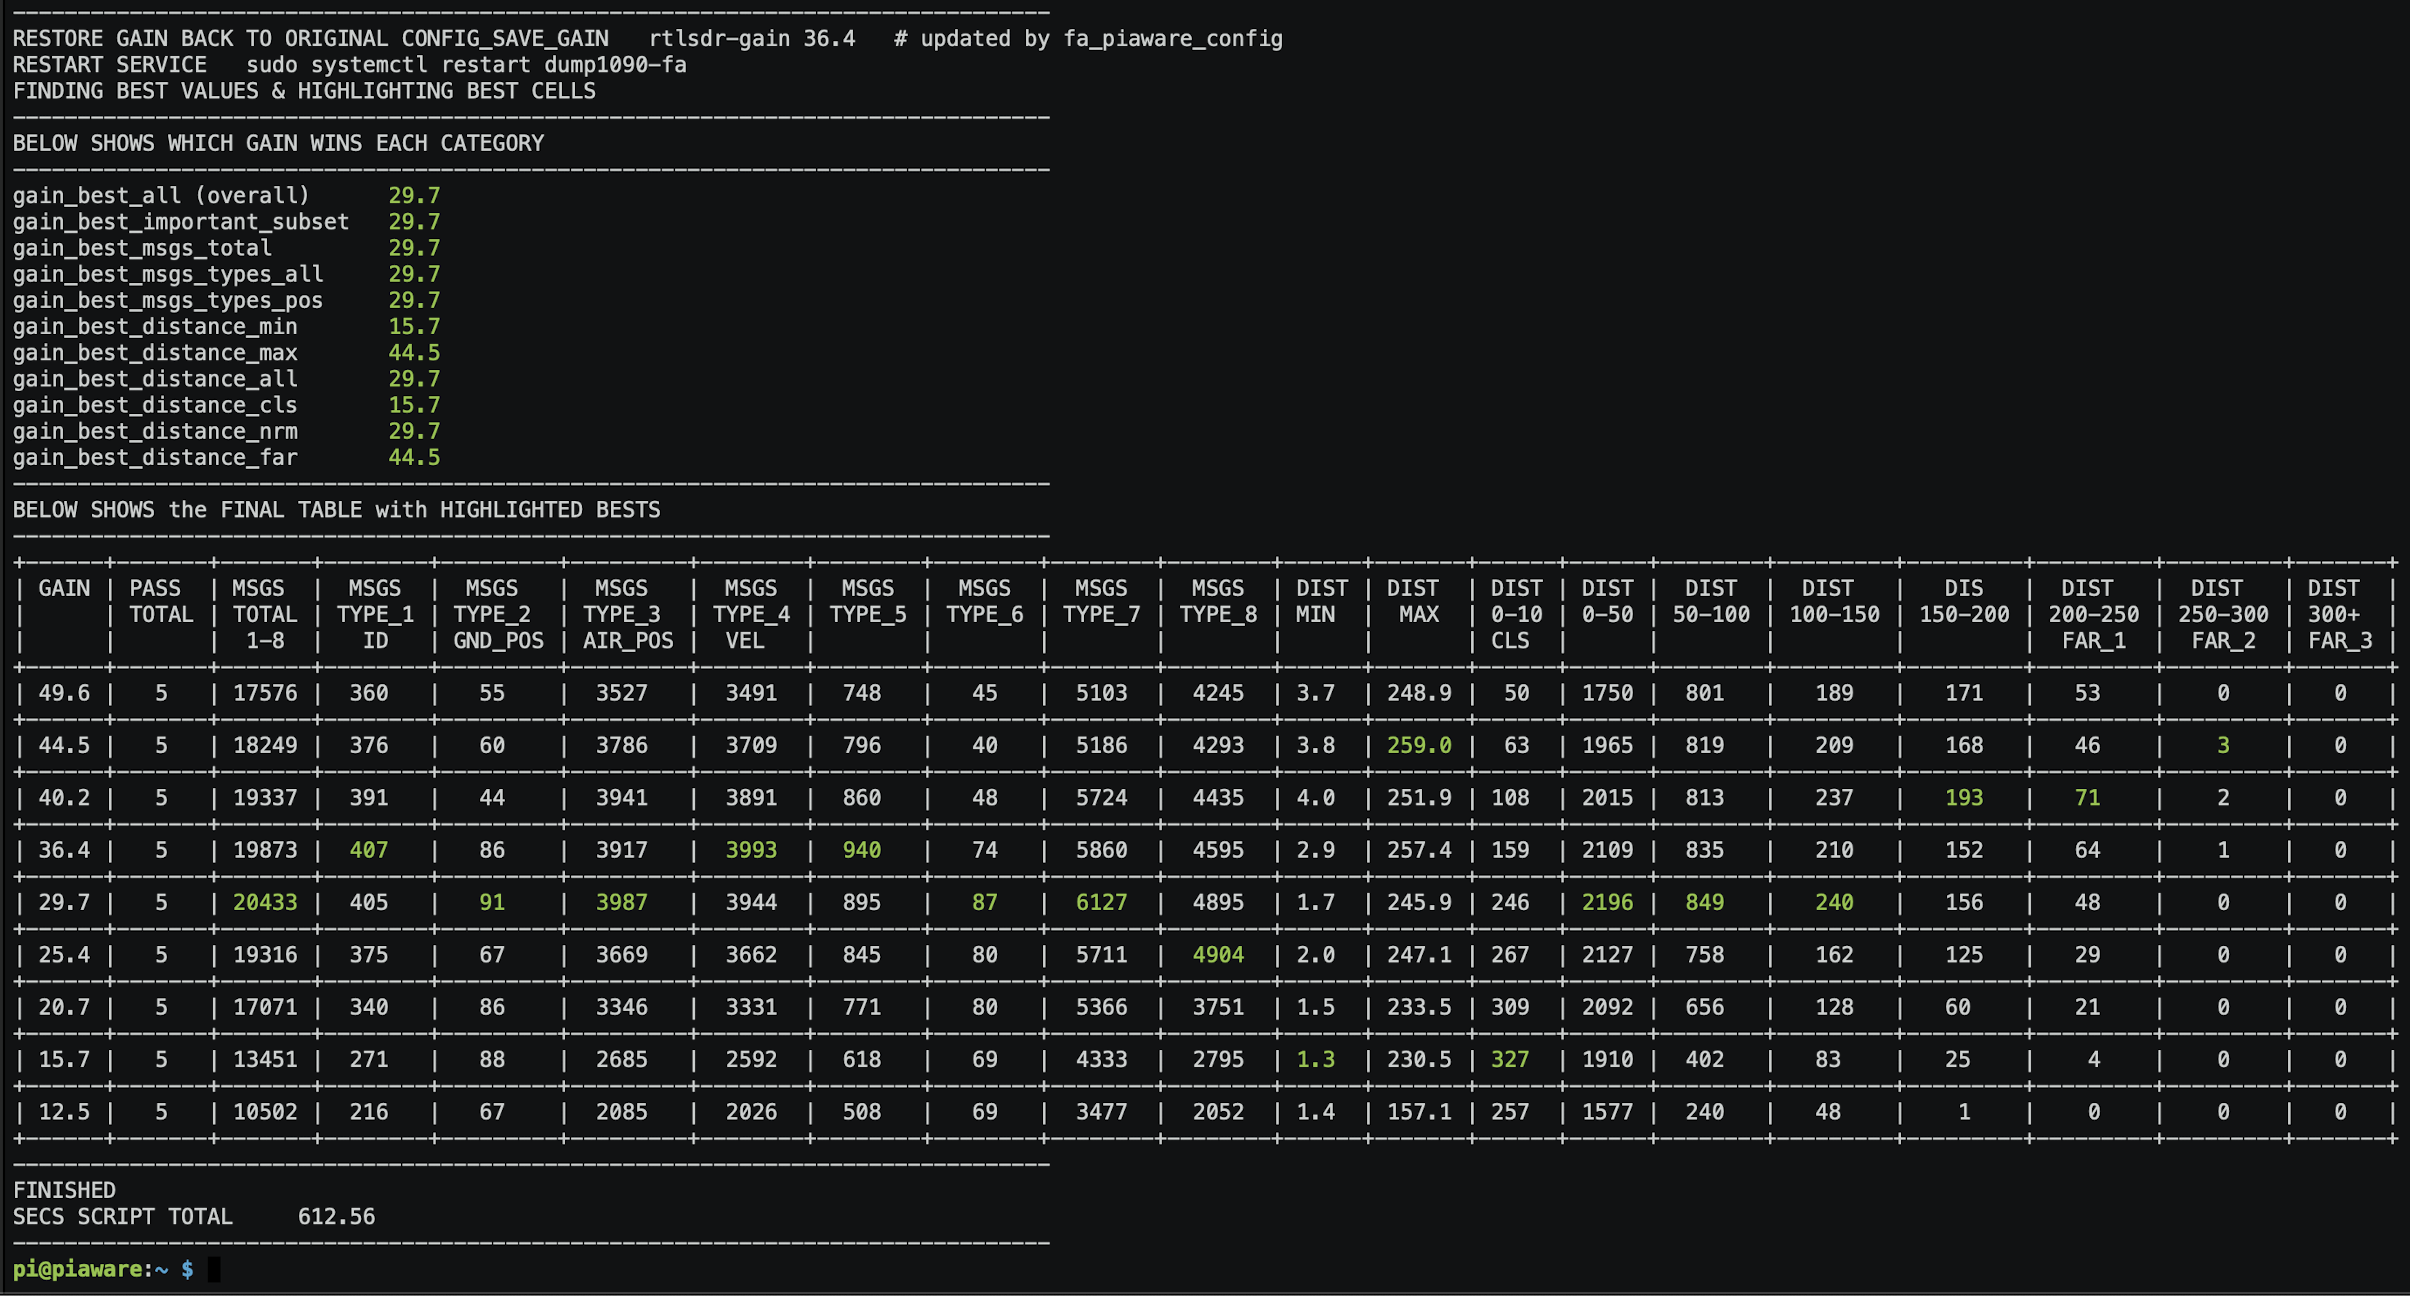 --------------------------------------------------------------------------------
RESTORE GAIN BACK TO ORIGINAL CONFIG_SAVE_GAIN   rtlsdr-gain 36.4   # updated by fa_piaware_config
RESTART SERVICE   sudo systemctl restart dump1090-fa
FINDING BEST VALUES & HIGHLIGHTING BEST CELLS
--------------------------------------------------------------------------------
BELOW SHOWS WHICH GAIN WINS EACH CATEGORY
--------------------------------------------------------------------------------
gain_best_all (overall)      29.7
gain_best_important_subset   29.7
gain_best_msgs_total         29.7
gain_best_msgs_types_all     29.7
gain_best_msgs_types_pos     29.7
gain_best_distance_min       15.7
gain_best_distance_max       44.5
gain_best_distance_all       29.7
gain_best_distance_cls       15.7
gain_best_distance_nrm       29.7
gain_best_distance_far       44.5
--------------------------------------------------------------------------------
BELOW SHOWS the FINAL TABLE with HIGHLIGHTED BESTS
--------------------------------------------------------------------------------
| GAIN | PASS | MSGS | MSGS | MSGS | MSGS | MSGS | MSGS | MSGS | MSGS | MSGS | DIST | DIST | DIST | DIST | DIST | DIST | DIS | DIST | DIST | DIST |
| | TOTAL | TOTAL | TYPE_1 | TYPE_2 | TYPE_3 | TYPE_4 | TYPE_5 | TYPE_6 | TYPE_7 | TYPE_8 | MIN | MAX | 0-10 | 0-50 | 50-100 | 100-150 | 150-200 | 200-250 | 250-300 | 300+ |
| | | 1-8 | ID | GND_POS | AIR_POS | VEL | | | | | | | CLS | | | | | FAR_1 | FAR_2 | FAR_3 |
| 49.6 | 5 | 17576 | 360 | 55 | 3527 | 3491 | 748 | 45 | 5103 | 4245 | 3.7 | 248.9 | 50 | 1750 | 801 | 189 | 171 | 53 | 0 | 0 |
| 44.5 | 5 | 18249 | 376 | 60 | 3786 | 3709 | 796 | 40 | 5186 | 4293 | 3.8 | 259.0 | 63 | 1965 | 819 | 209 | 168 | 46 | 3 | 0 |
| 40.2 | 5 | 19337 | 391 | 44 | 3941 | 3891 | 860 | 48 | 5724 | 4435 | 4.0 | 251.9 | 108 | 2015 | 813 | 237 | 193 | 71 | 2 | 0 |
| 36.4 | 5 | 19873 | 407 | 86 | 3917 | 3993 | 940 | 74 | 5860 | 4595 | 2.9 | 257.4 | 159 | 2109 | 835 | 210 | 152 | 64 | 1 | 0 |
| 29.7 | 5 | 20433 | 405 | 91 | 3987 | 3944 | 895 | 87 | 6127 | 4895 | 1.7 | 245.9 | 246 | 2196 | 849 | 240 | 156 | 48 | 0 | 0 |
| 25.4 | 5 | 19316 | 375 | 67 | 3669 | 3662 | 845 | 80 | 5711 | 4904 | 2.0 | 247.1 | 267 | 2127 | 758 | 162 | 125 | 29 | 0 | 0 |
| 20.7 | 5 | 17071 | 340 | 86 | 3346 | 3331 | 771 | 80 | 5366 | 3751 | 1.5 | 233.5 | 309 | 2092 | 656 | 128 | 60 | 21 | 0 | 0 |
| 15.7 | 5 | 13451 | 271 | 88 | 2685 | 2592 | 618 | 69 | 4333 | 2795 | 1.3 | 230.5 | 327 | 1910 | 402 | 83 | 25 | 4 | 0 | 0 |
| 12.5 | 5 | 10502 | 216 | 67 | 2085 | 2026 | 508 | 69 | 3477 | 2052 | 1.4 | 157.1 | 257 | 1577 | 240 | 48 | 1 | 0 | 0 | 0 |
--------------------------------------------------------------------------------
FINISHED
SECS SCRIPT TOTAL     612.56
--------------------------------------------------------------------------------
pi@piaware:~ $